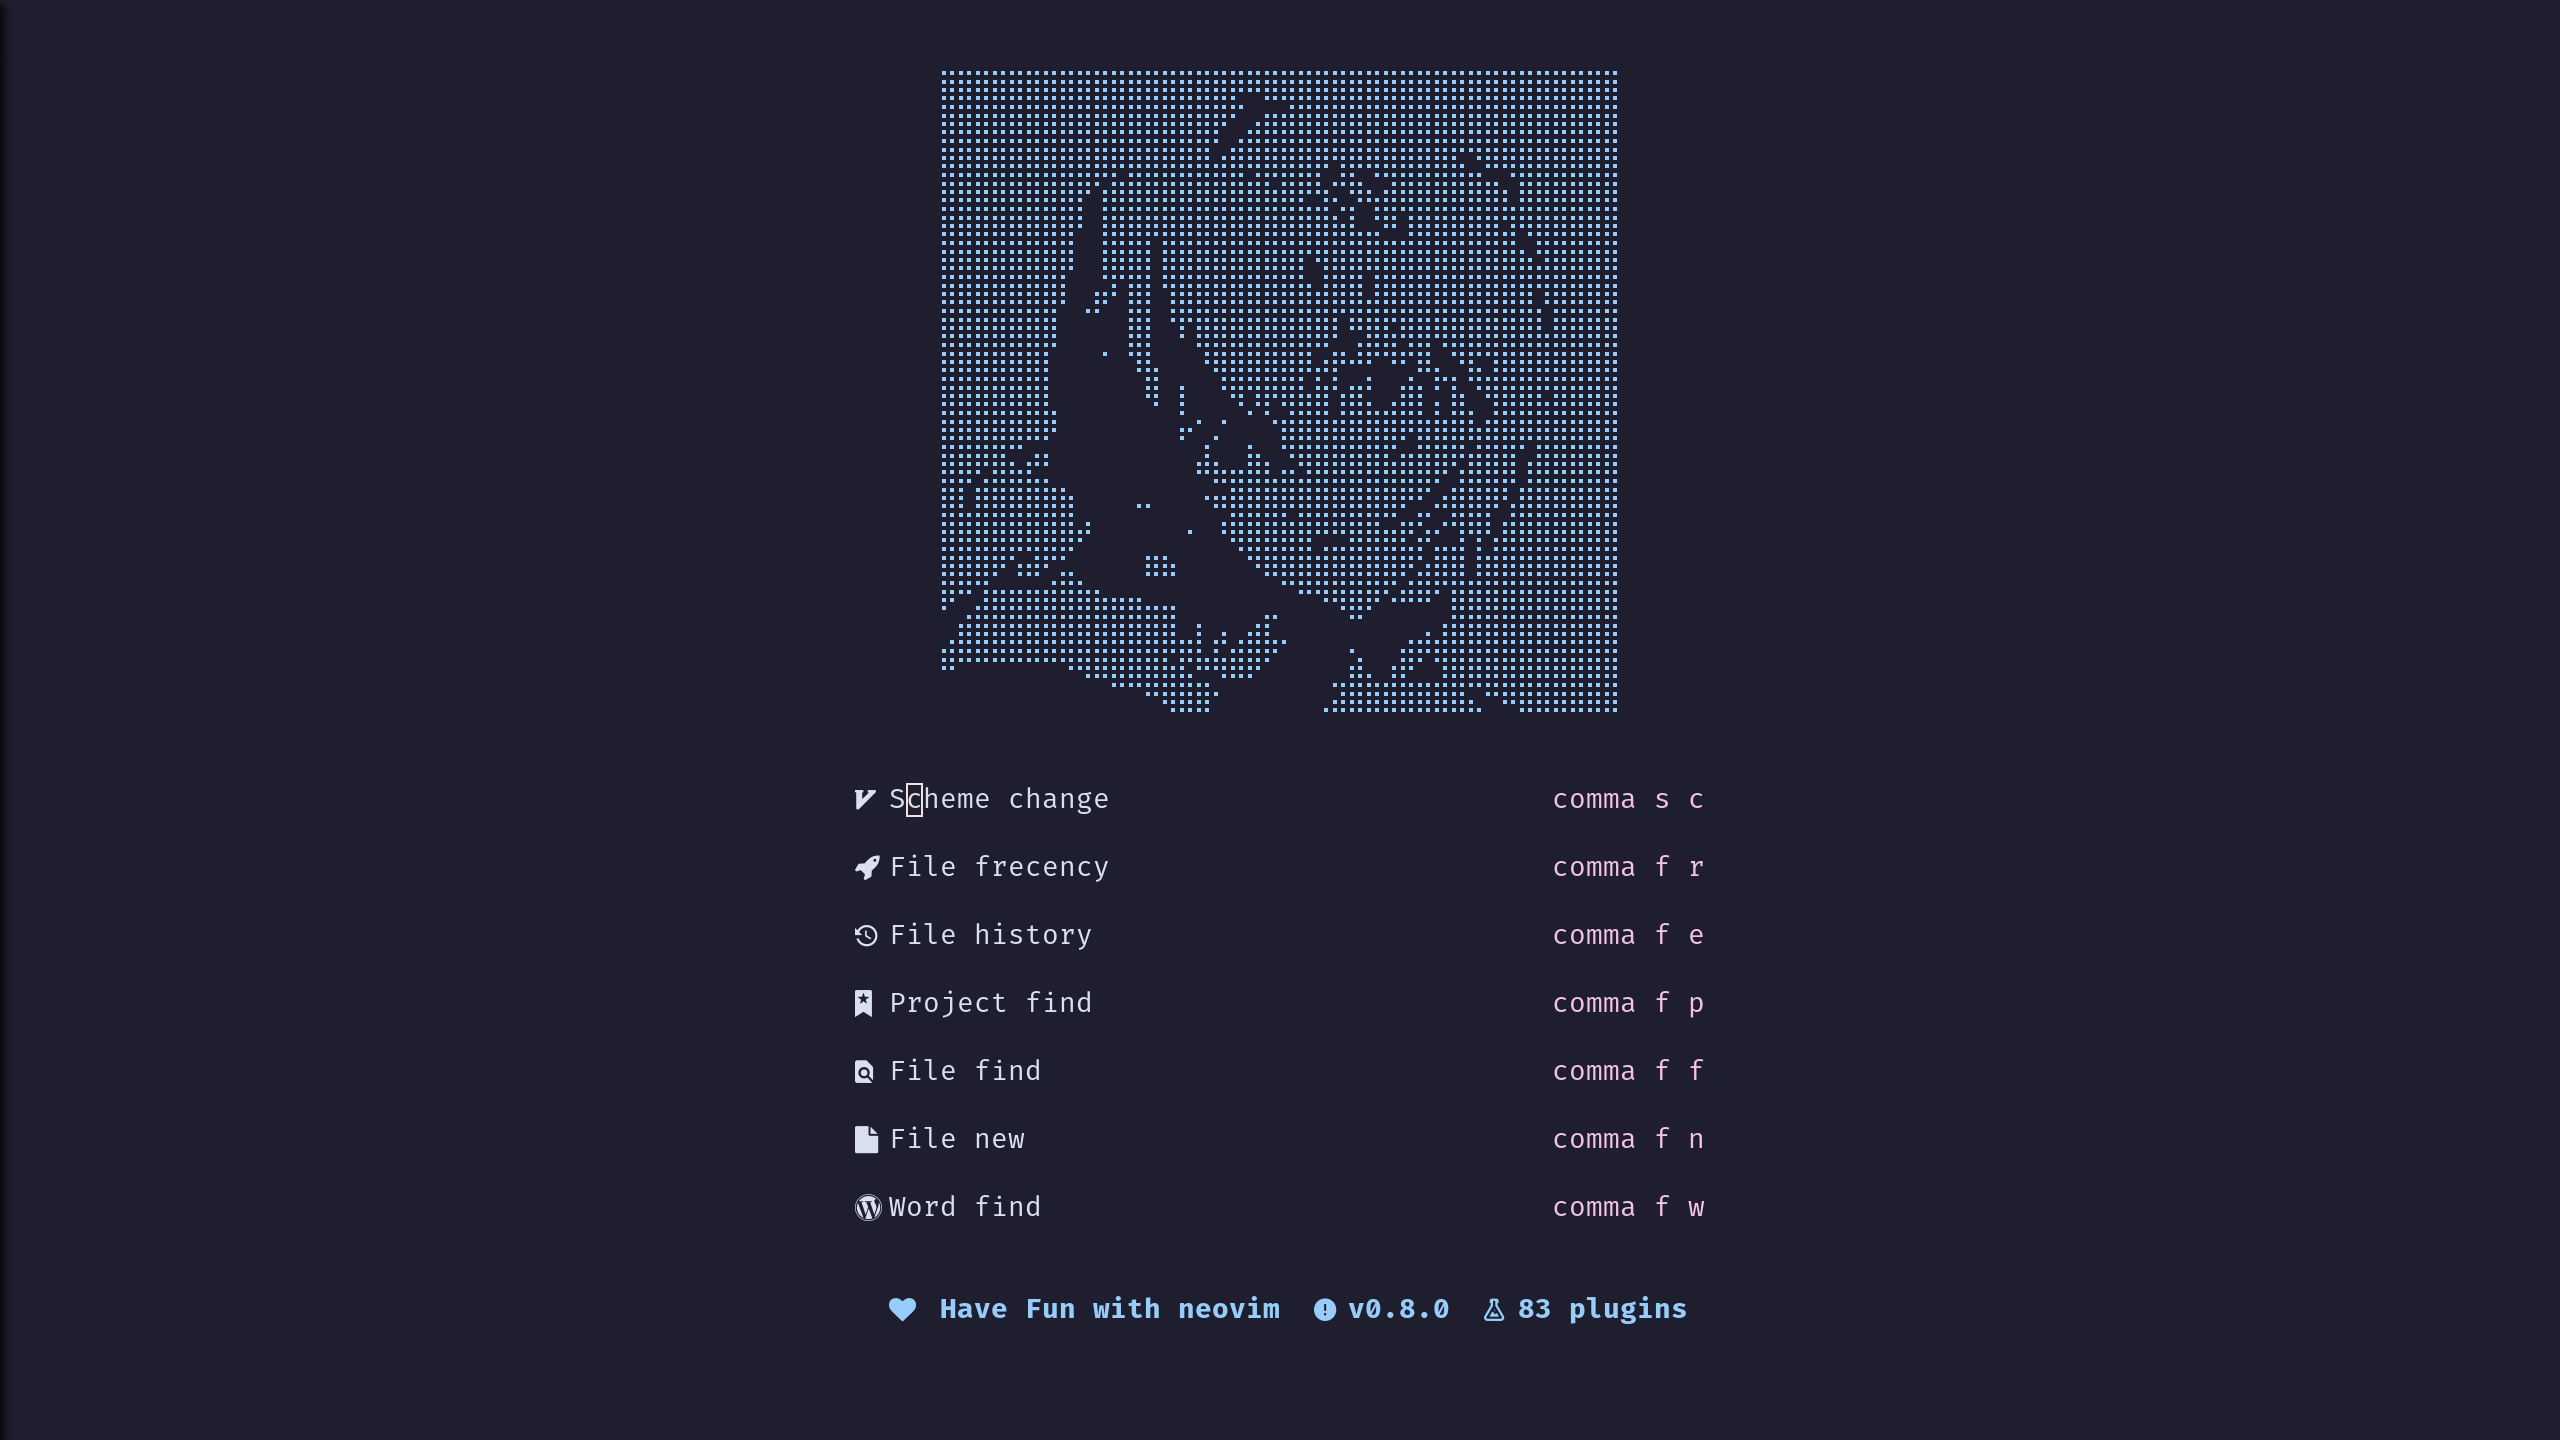 Scheme change comma s c
File frecency comma f r
File history comma f e
Project find comma f p
File find comma f f
File new comma f n
Word find comma f w
Have Fun with neovim v0.8.0 83 plugins